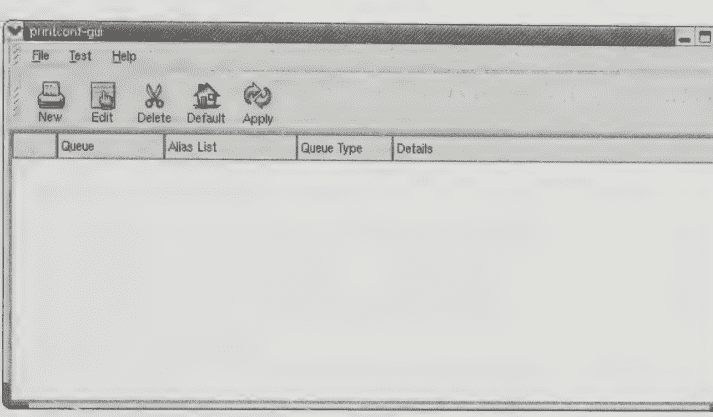 printconf-gui
File Test Help
New Edit Delete Default Apply
Queue Alias List Queue Type Details